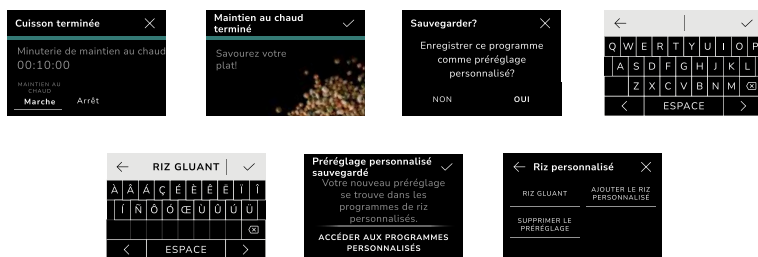 Cuisson terminée
Minuterie de maintien au chaud
00:10:00
MAINTIEN AU
CHAUD
Marche Arrêt
Maintien au chaud
terminé
Savourez votre
plat!
Sauvegarder?
Enregistrer ce programme
comme préréglage
personnalisé?
NON OUI
Q W E R T Y U I O P
A S D F G H J K L
Z X C V B N M
ESPACE
RIZ GLUANT
À Â Á Ç É È Ê Ë Ï Î
Í Ñ Ô Ó Œ Ù Û Ú Ü
ESPACE
Préréglage personnalisé
sauvegardé
Votre nouveau préréglage
se trouve dans les
programmes de riz
personnalisés.
ACCÉDER AUX PROGRAMMES
PERSONNALISÉS
Riz personnalisé
RIZ GLUANT
AJOUTER LE RIZ
PERSONNALISÉ
SUPPRIMER LE
PRÉRÉGLAGE